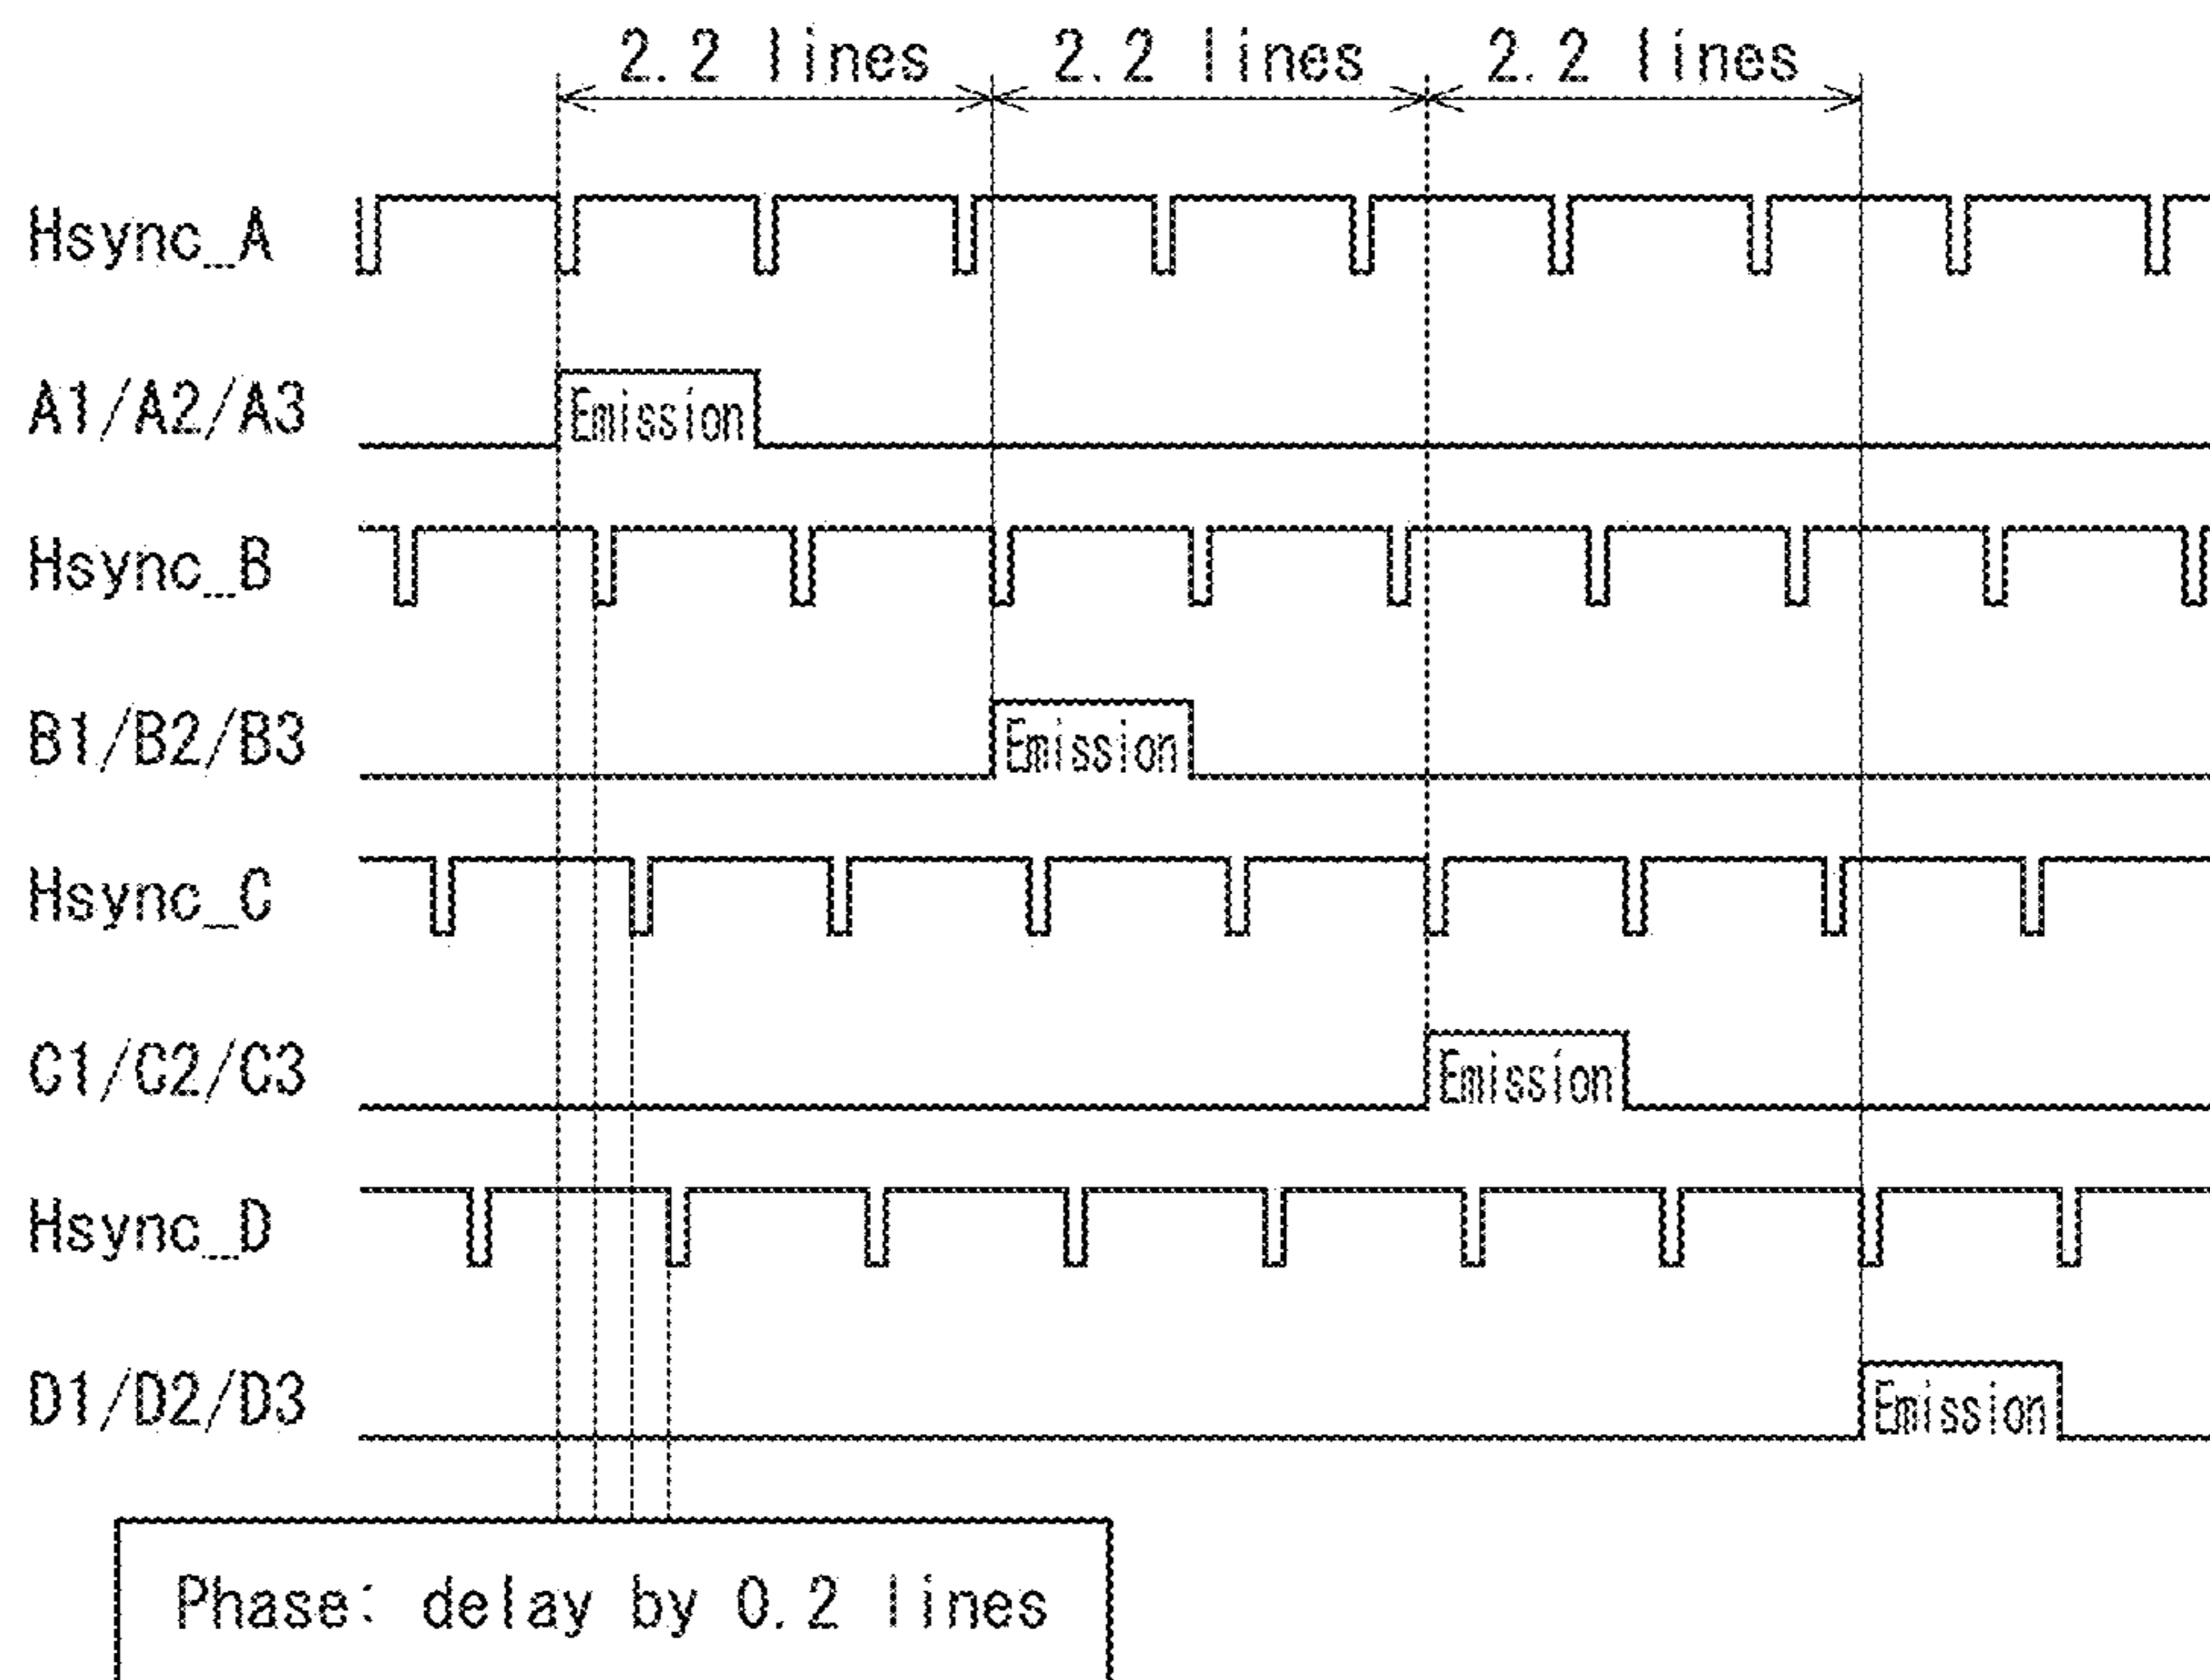 2.2 lines 2.2 lines 2.2 lines
Hsync_A
A1/A2/A3
Emission
Hsync_B
B1/B2/B3
Emission
Hsync_C
C1/C2/C3
Emission
Hsync_D
D1/D2/D3
Emission
Phase: delay by 0.2 lines